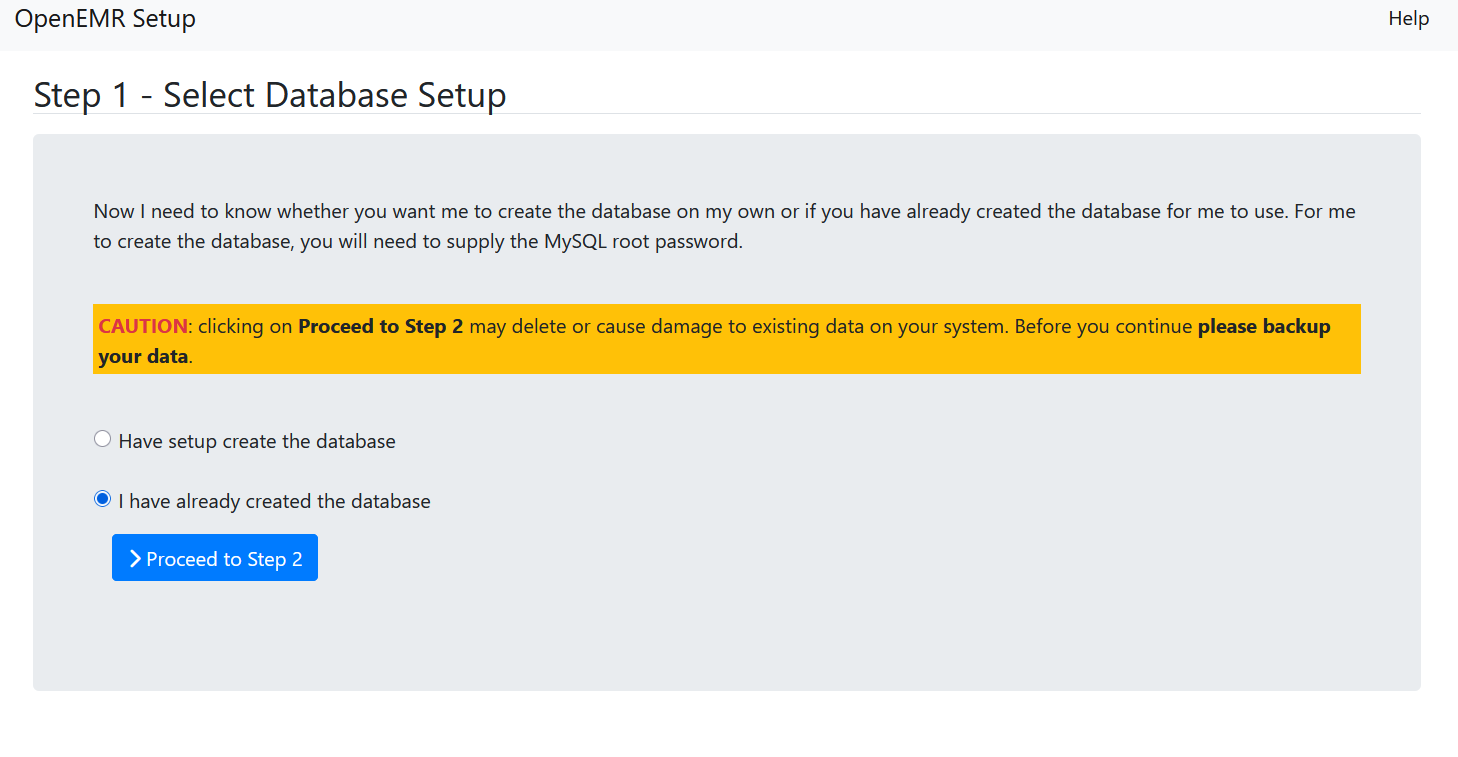 OpenEMR Setup
Help
Step 1 - Select Database Setup
Now I need to know whether you want me to create the database on my own or if you have already created the database for me to use. For me
to create the database, you will need to supply the MySQL root password.
CAUTION: clicking on Proceed to Step 2 may delete or cause damage to existing data on your system. Before you continue please backup
your data.
Have setup create the database
I have already created the database
Proceed to Step 2